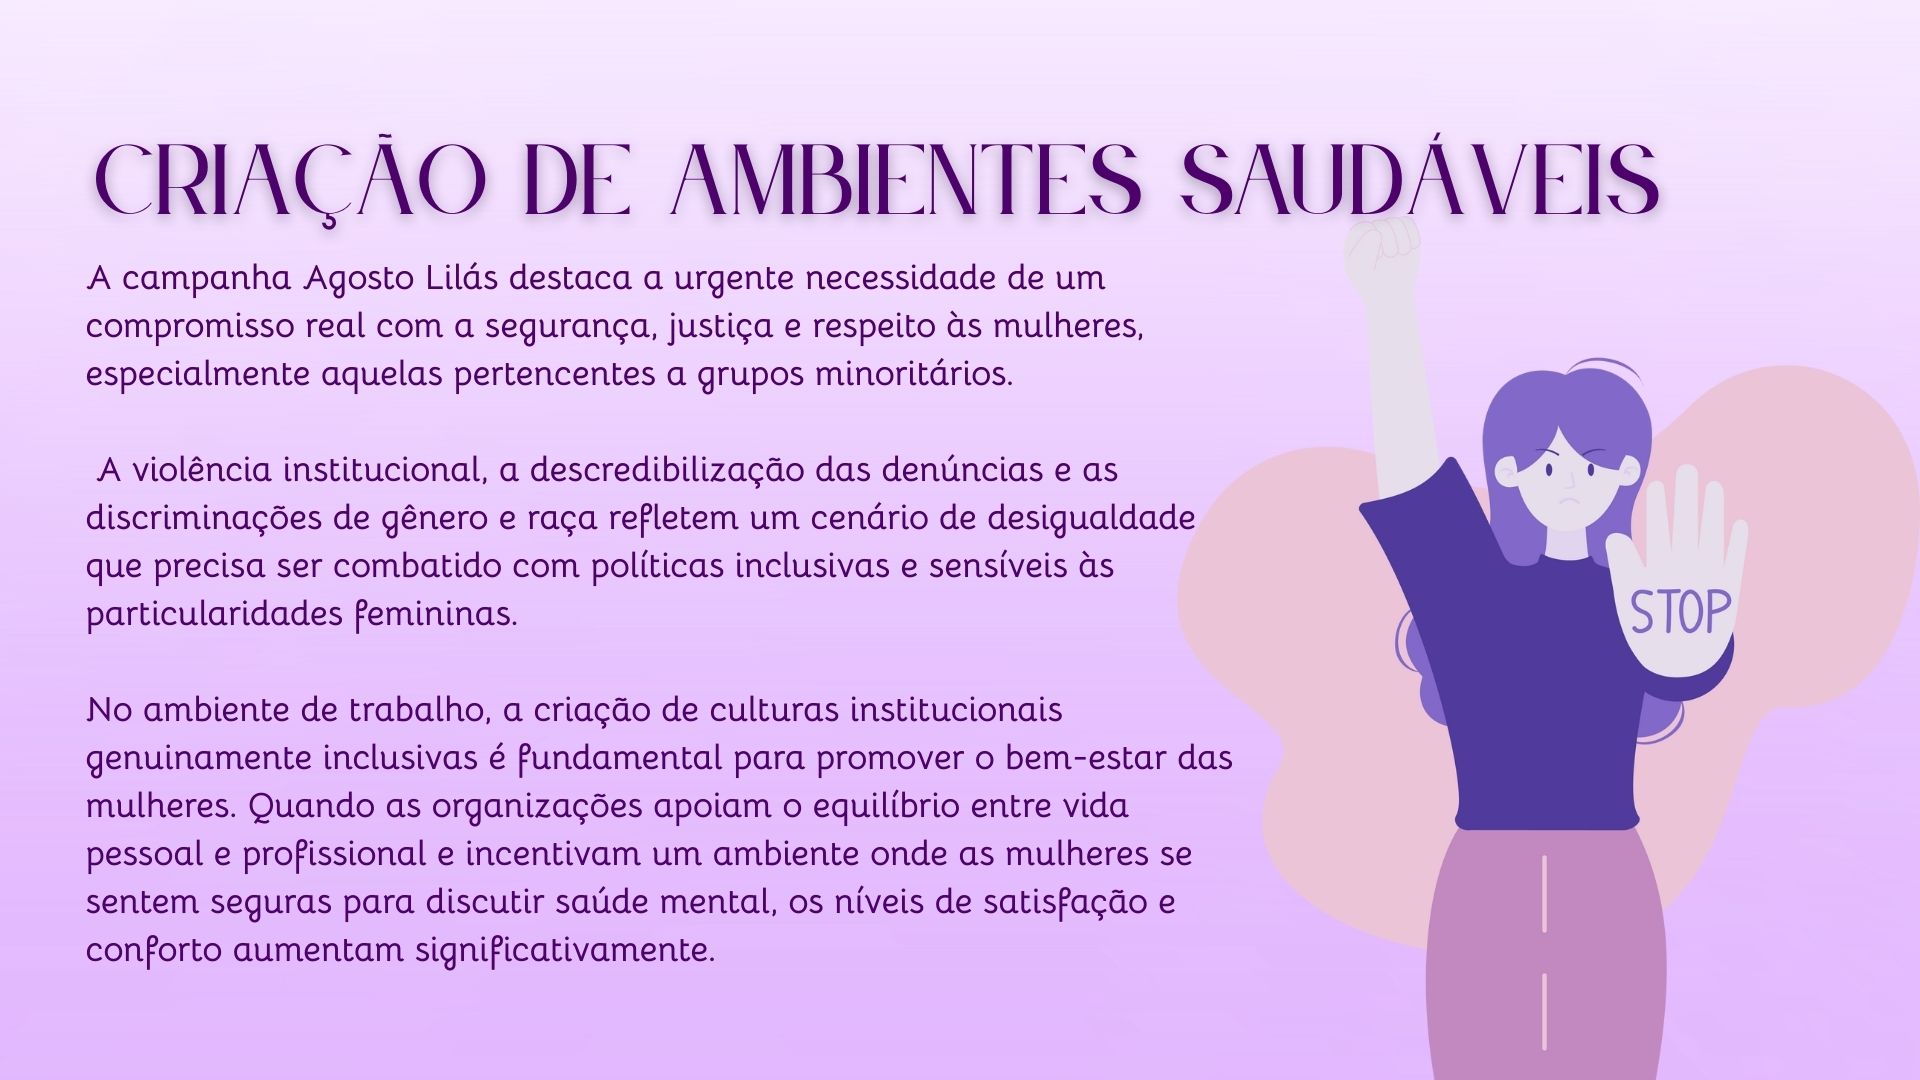 CRIAÇÃO DE AMBIENTES SAUDÁVEIS
A campanha Agosto Lilás destaca a urgente necessidade de um
compromisso real com a segurança, justiça e respeito às mulheres,
especialmente aquelas pertencentes a grupos minoritários.
A violência institucional, a descredibilização das denúncias e as
discriminações de gênero e raça refletem um cenário de desigualdade
que precisa ser combatido com políticas inclusivas e sensíveis às
particularidades femininas.
No ambiente de trabalho, a criação de culturas institucionais
genuinamente inclusivas é fundamental para promover o bem-estar das
mulheres. Quando as organizações apoiam o equilíbrio entre vida
pessoal e profissional e incentivam um ambiente onde as mulheres se
sentem seguras para discutir saúde mental, os níveis de satisfação e
conforto aumentam significativamente.
STOP